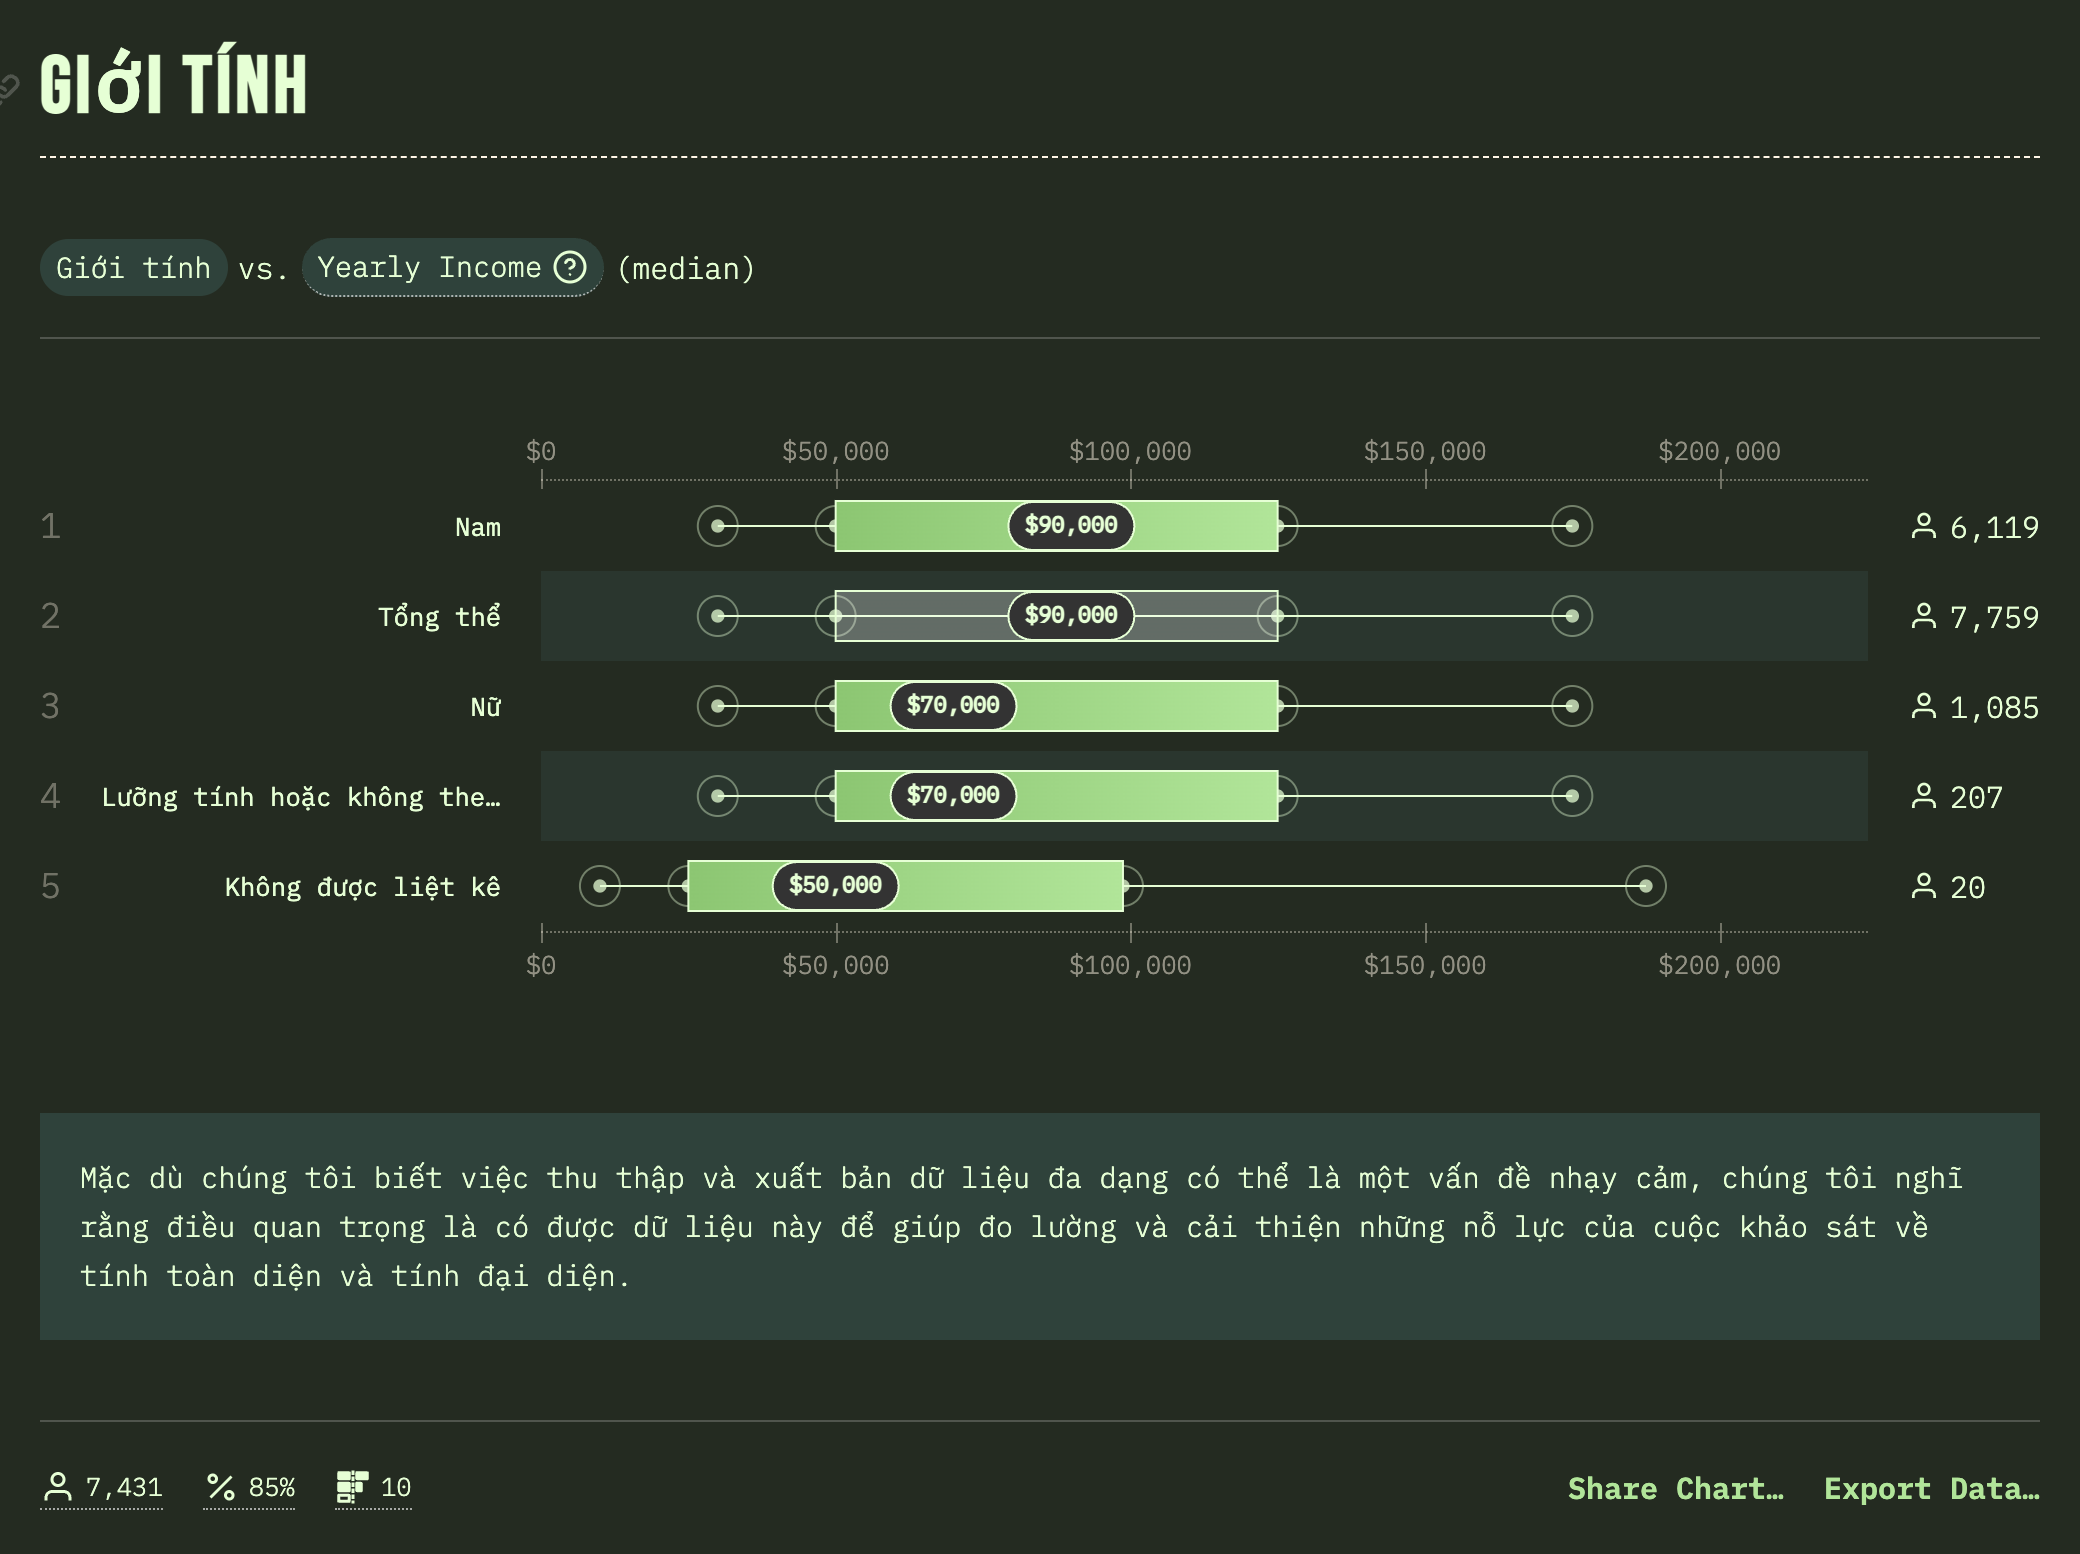 GIỚI TÍNH
Giới tính vs. Yearly Income (median)
$0 $50,000 $100,000 $150,000 $200,000
1 Nam $90,000 6,119
2 Tổng thể $90,000 7,759
3 Nữ $70,000 1,085
4 Lưỡng tính hoặc không the… $70,000 207
5 Không được liệt kê $50,000 20
$0 $50,000 $100,000 $150,000 $200,000
Mặc dù chúng tôi biết việc thu thập và xuất bản dữ liệu đa dạng có thể là một vấn đề nhạy cảm, chúng tôi nghĩ
rằng điều quan trọng là có được dữ liệu này để giúp đo lường và cải thiện những nỗ lực của cuộc khảo sát về
tính toàn diện và tính đại diện.
7,431 85% 10 Share Chart… Export Data…